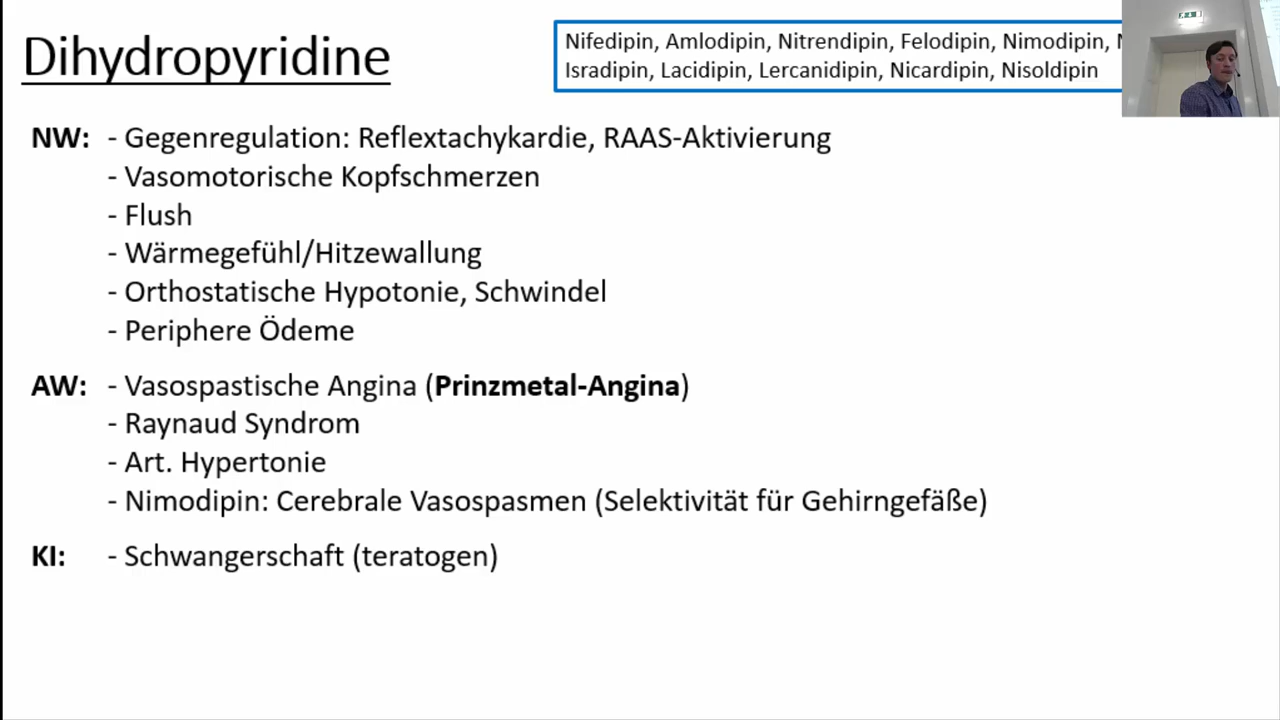 Dihydropyridine
Nifedipin, Amlodipin, Nitrendipin, Felodipin, Nimodipin,
Isradipin, Lacidipin, Lercanidipin, Nicardipin, Nisoldipin
NW: - Gegenregulation: Reflextachykardie, RAAS-Aktivierung
- Vasomotorische Kopfschmerzen
- Flush
- Wärmegefühl/Hitzewallung
- Orthostatische Hypotonie, Schwindel
- Periphere Ödeme
AW: - Vasospastische Angina (Prinzmetal-Angina)
- Raynaud Syndrom
- Art. Hypertonie
- Nimodipin: Cerebrale Vasospasmen (Selektivität für Gehirngefäße)
KI: - Schwangerschaft (teratogen)